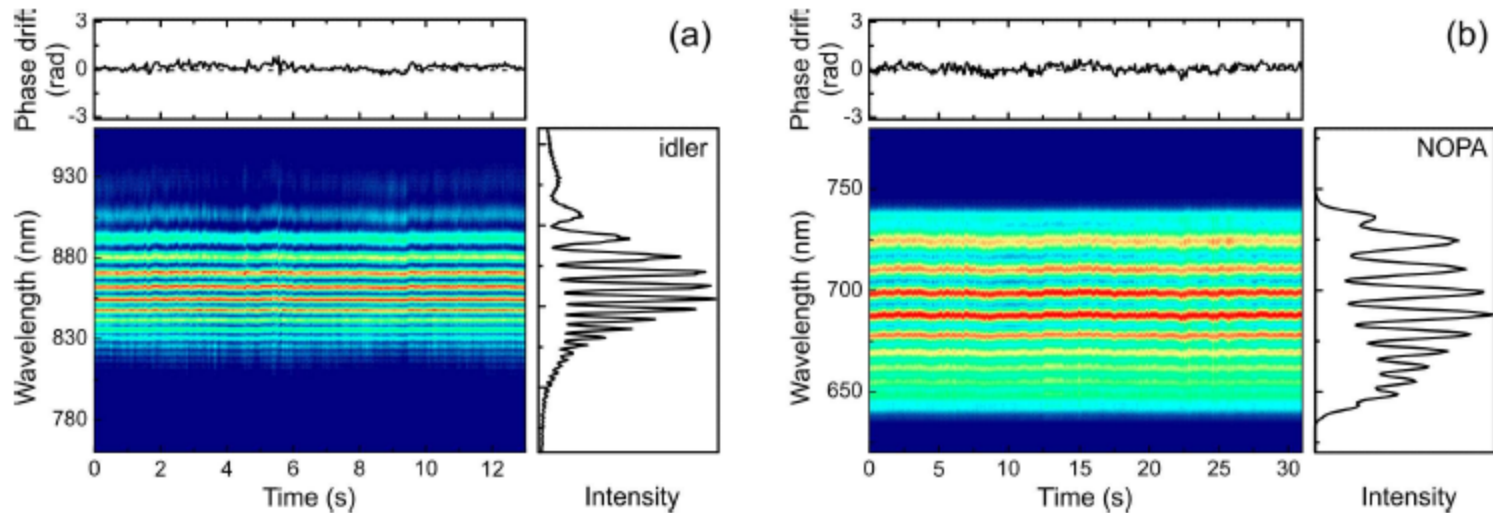 Phase drift
(rad)
3
0
-3
(a)
idler
Wavelength (nm)
930
880
830
780
0 2 4 6 8 10 12
Time (s)
Intensity
Phase drift
(rad)
3
0
-3
(b)
NOPA
Wavelength (nm)
750
700
650
0 5 10 15 20 25 30
Time (s)
Intensity